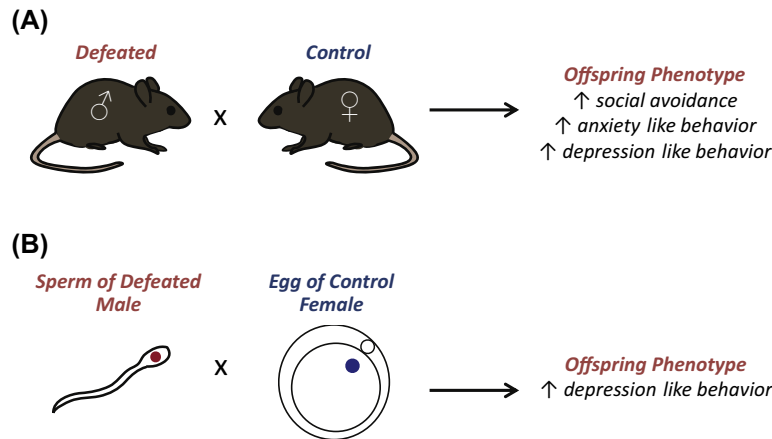 (A)
Defeated
Control
♂
x
♀
Offspring Phenotype
↑ social avoidance
↑ anxiety like behavior
↑ depression like behavior
(B)
Sperm of Defeated
Male
Egg of Control
Female
x
Offspring Phenotype
↑ depression like behavior